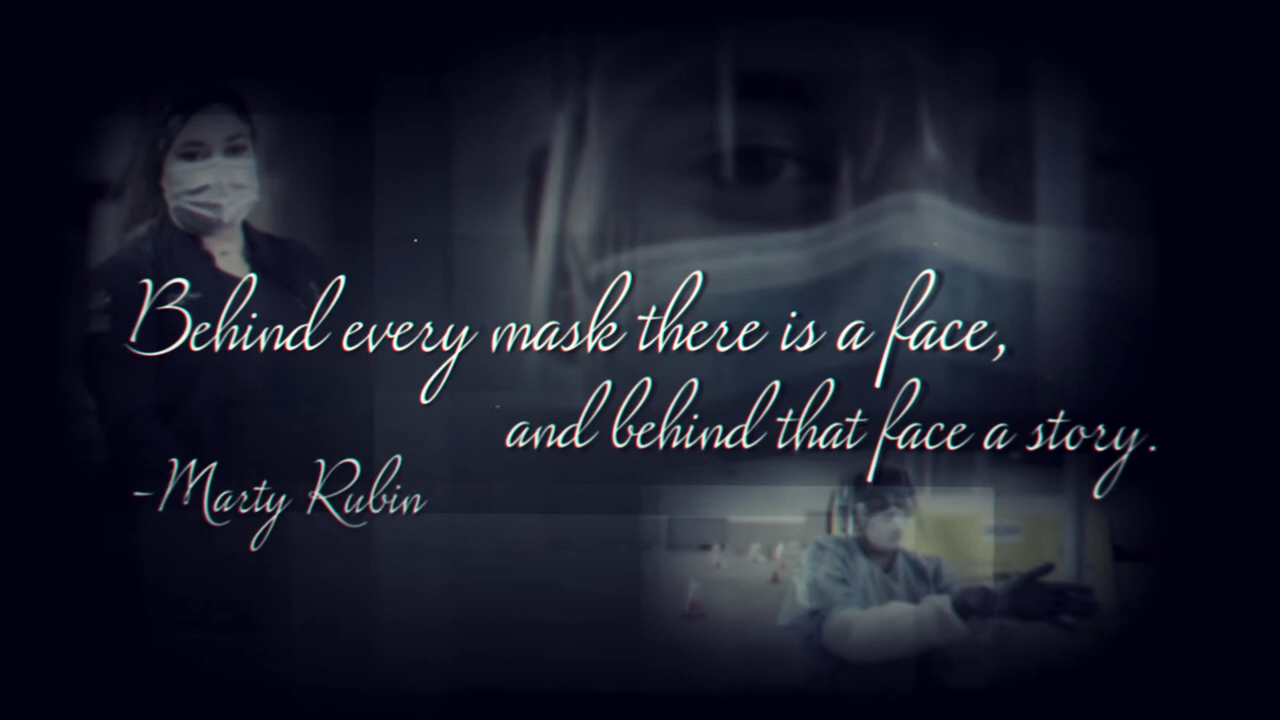 Behind every mask there is a face,
and behind that face a story.
-Marty Rubin